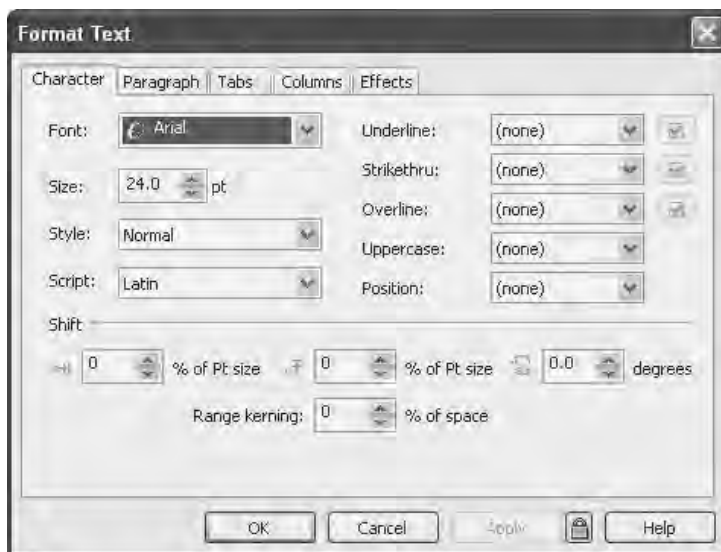 Format Text
Character Paragraph Tabs Columns Effects
Font: Arial Underline: (none)
Size: 24.0 pt Strikethru: (none)
Overline: (none)
Style: Normal Uppercase: (none)
Script: Latin Position: (none)
Shift
0 % of Pt size 0 % of Pt size 0.0 degrees
Range kerning: 0 % of space
OK Cancel Apply Help